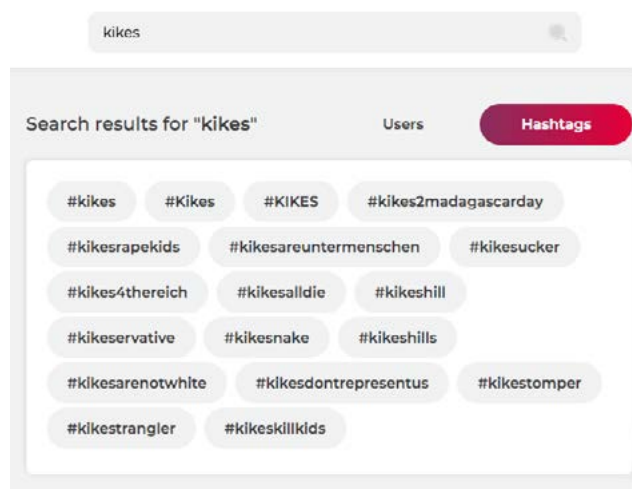 kikes
Search results for "kikes" Users Hashtags
#kikes #Kikes #KIKES #kikes2madagascarday
#kikesrapekids #kikesareuntermenschen #kikesucker
#kikes4thereich #kikesalldie #kikeshill
#kikeservative #kikesnake #kikeshills
#kikesarenotwhite #kikesdontrepresentus #kikestomper
#kikestrangler #kikeskillkids